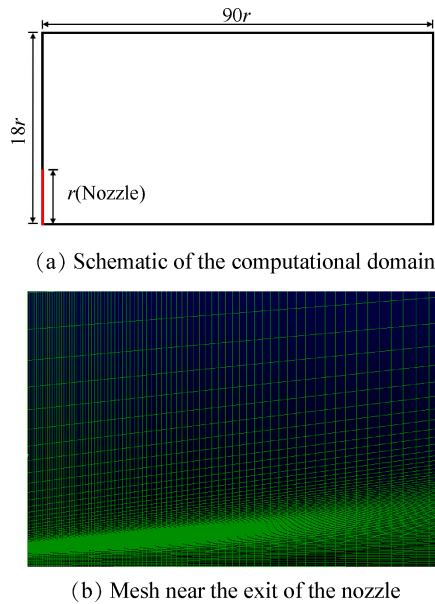 90r
18r
r(Nozzle)
(a) Schematic of the computational domain
(b) Mesh near the exit of the nozzle